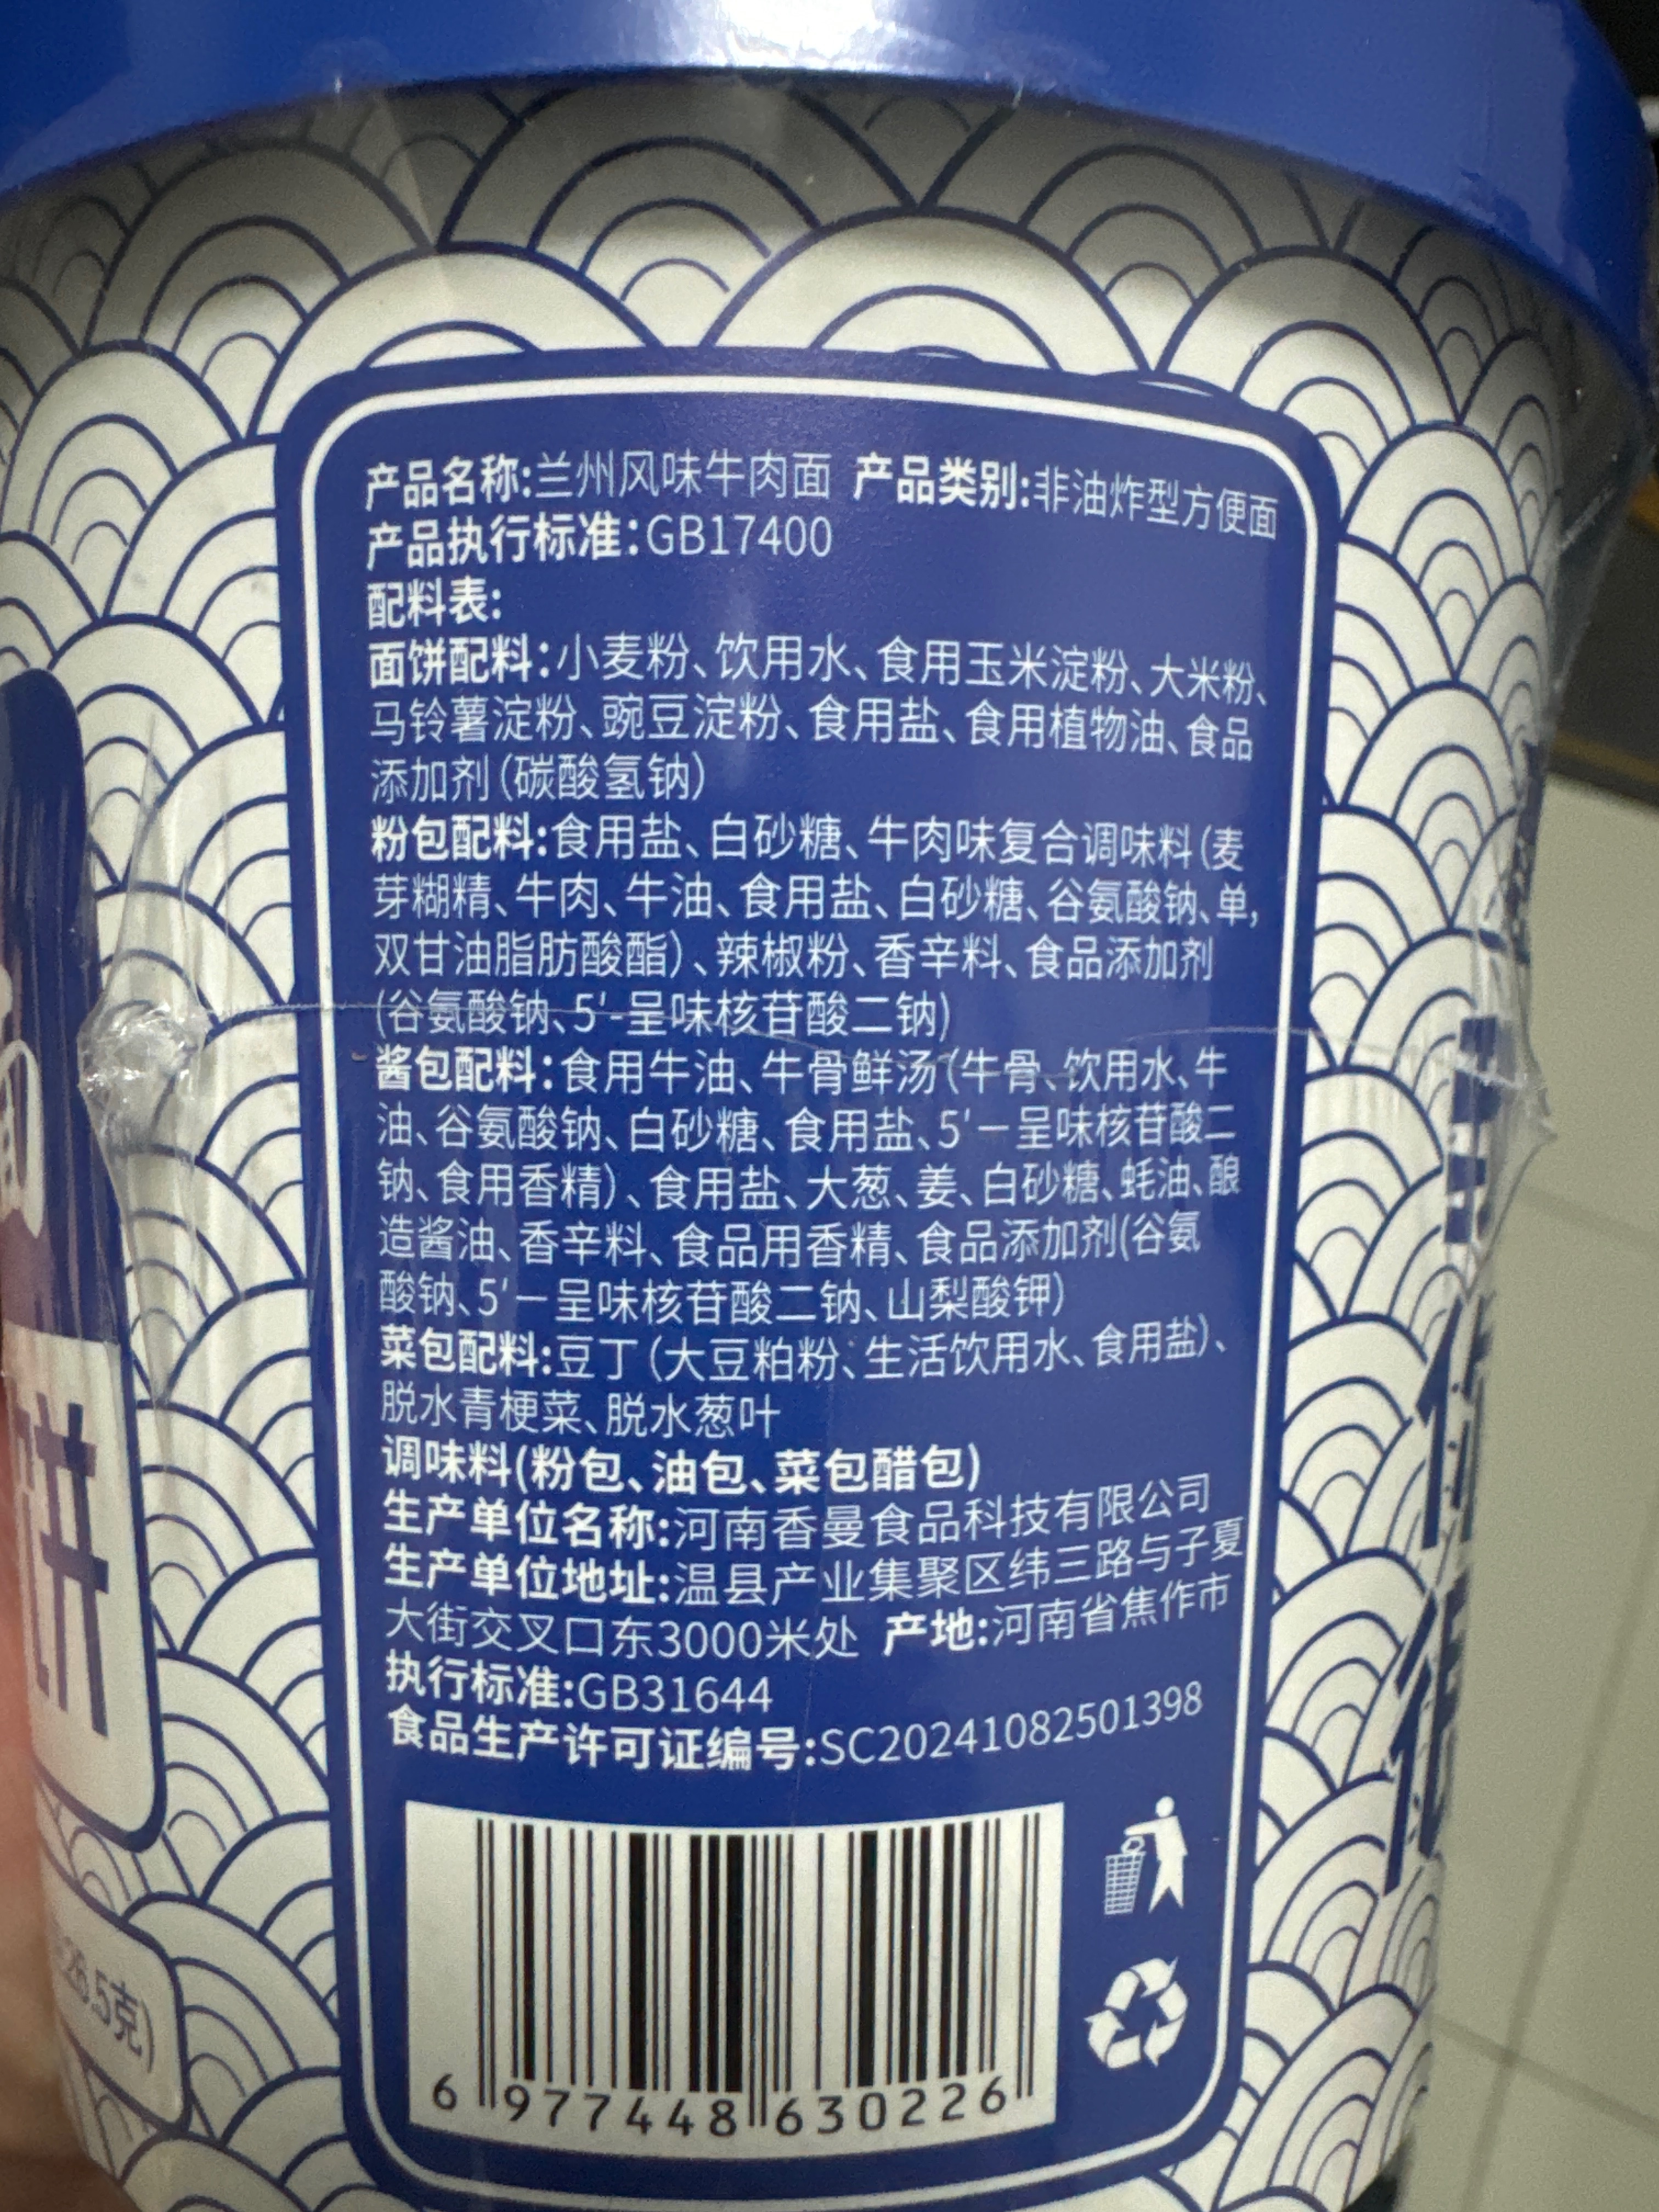 产品名称:兰州风味牛肉面 产品类别:非油炸型方便面
产品执行标准:GB17400
配料表:
面饼配料:小麦粉、饮用水、食用玉米淀粉、大米粉、
马铃薯淀粉、豌豆淀粉、食用盐、食用植物油、食品
添加剂(碳酸氢钠)
粉包配料:食用盐、白砂糖、牛肉味复合调味料(麦
芽糊精、牛肉、牛油、食用盐、白砂糖、谷氨酸钠、单,
双甘油脂肪酸酯)、辣椒粉、香辛料、食品添加剂
(谷氨酸钠、5'-呈味核苷酸二钠)
酱包配料:食用牛油、牛骨鲜汤(牛骨、饮用水、牛
油、谷氨酸钠、白砂糖、食用盐、5'一呈味核苷酸二
钠、食用香精)、食用盐、大葱、姜、白砂糖、蚝油、酿
造酱油、香辛料、食品用香精、食品添加剂(谷氨
酸钠、5'一呈味核苷酸二钠、山梨酸钾)
菜包配料:豆丁(大豆粕粉、生活饮用水、食用盐)、
脱水青梗菜、脱水葱叶
调味料(粉包、油包、菜包醋包)
生产单位名称:河南香曼食品科技有限公司
生产单位地址:温县产业集聚区纬三路与子夏
大街交叉口东3000米处 产地:河南省焦作市
执行标准:GB31644
食品生产许可证编号:SC20241082501398
6 977448 630226
饼
26.5克)